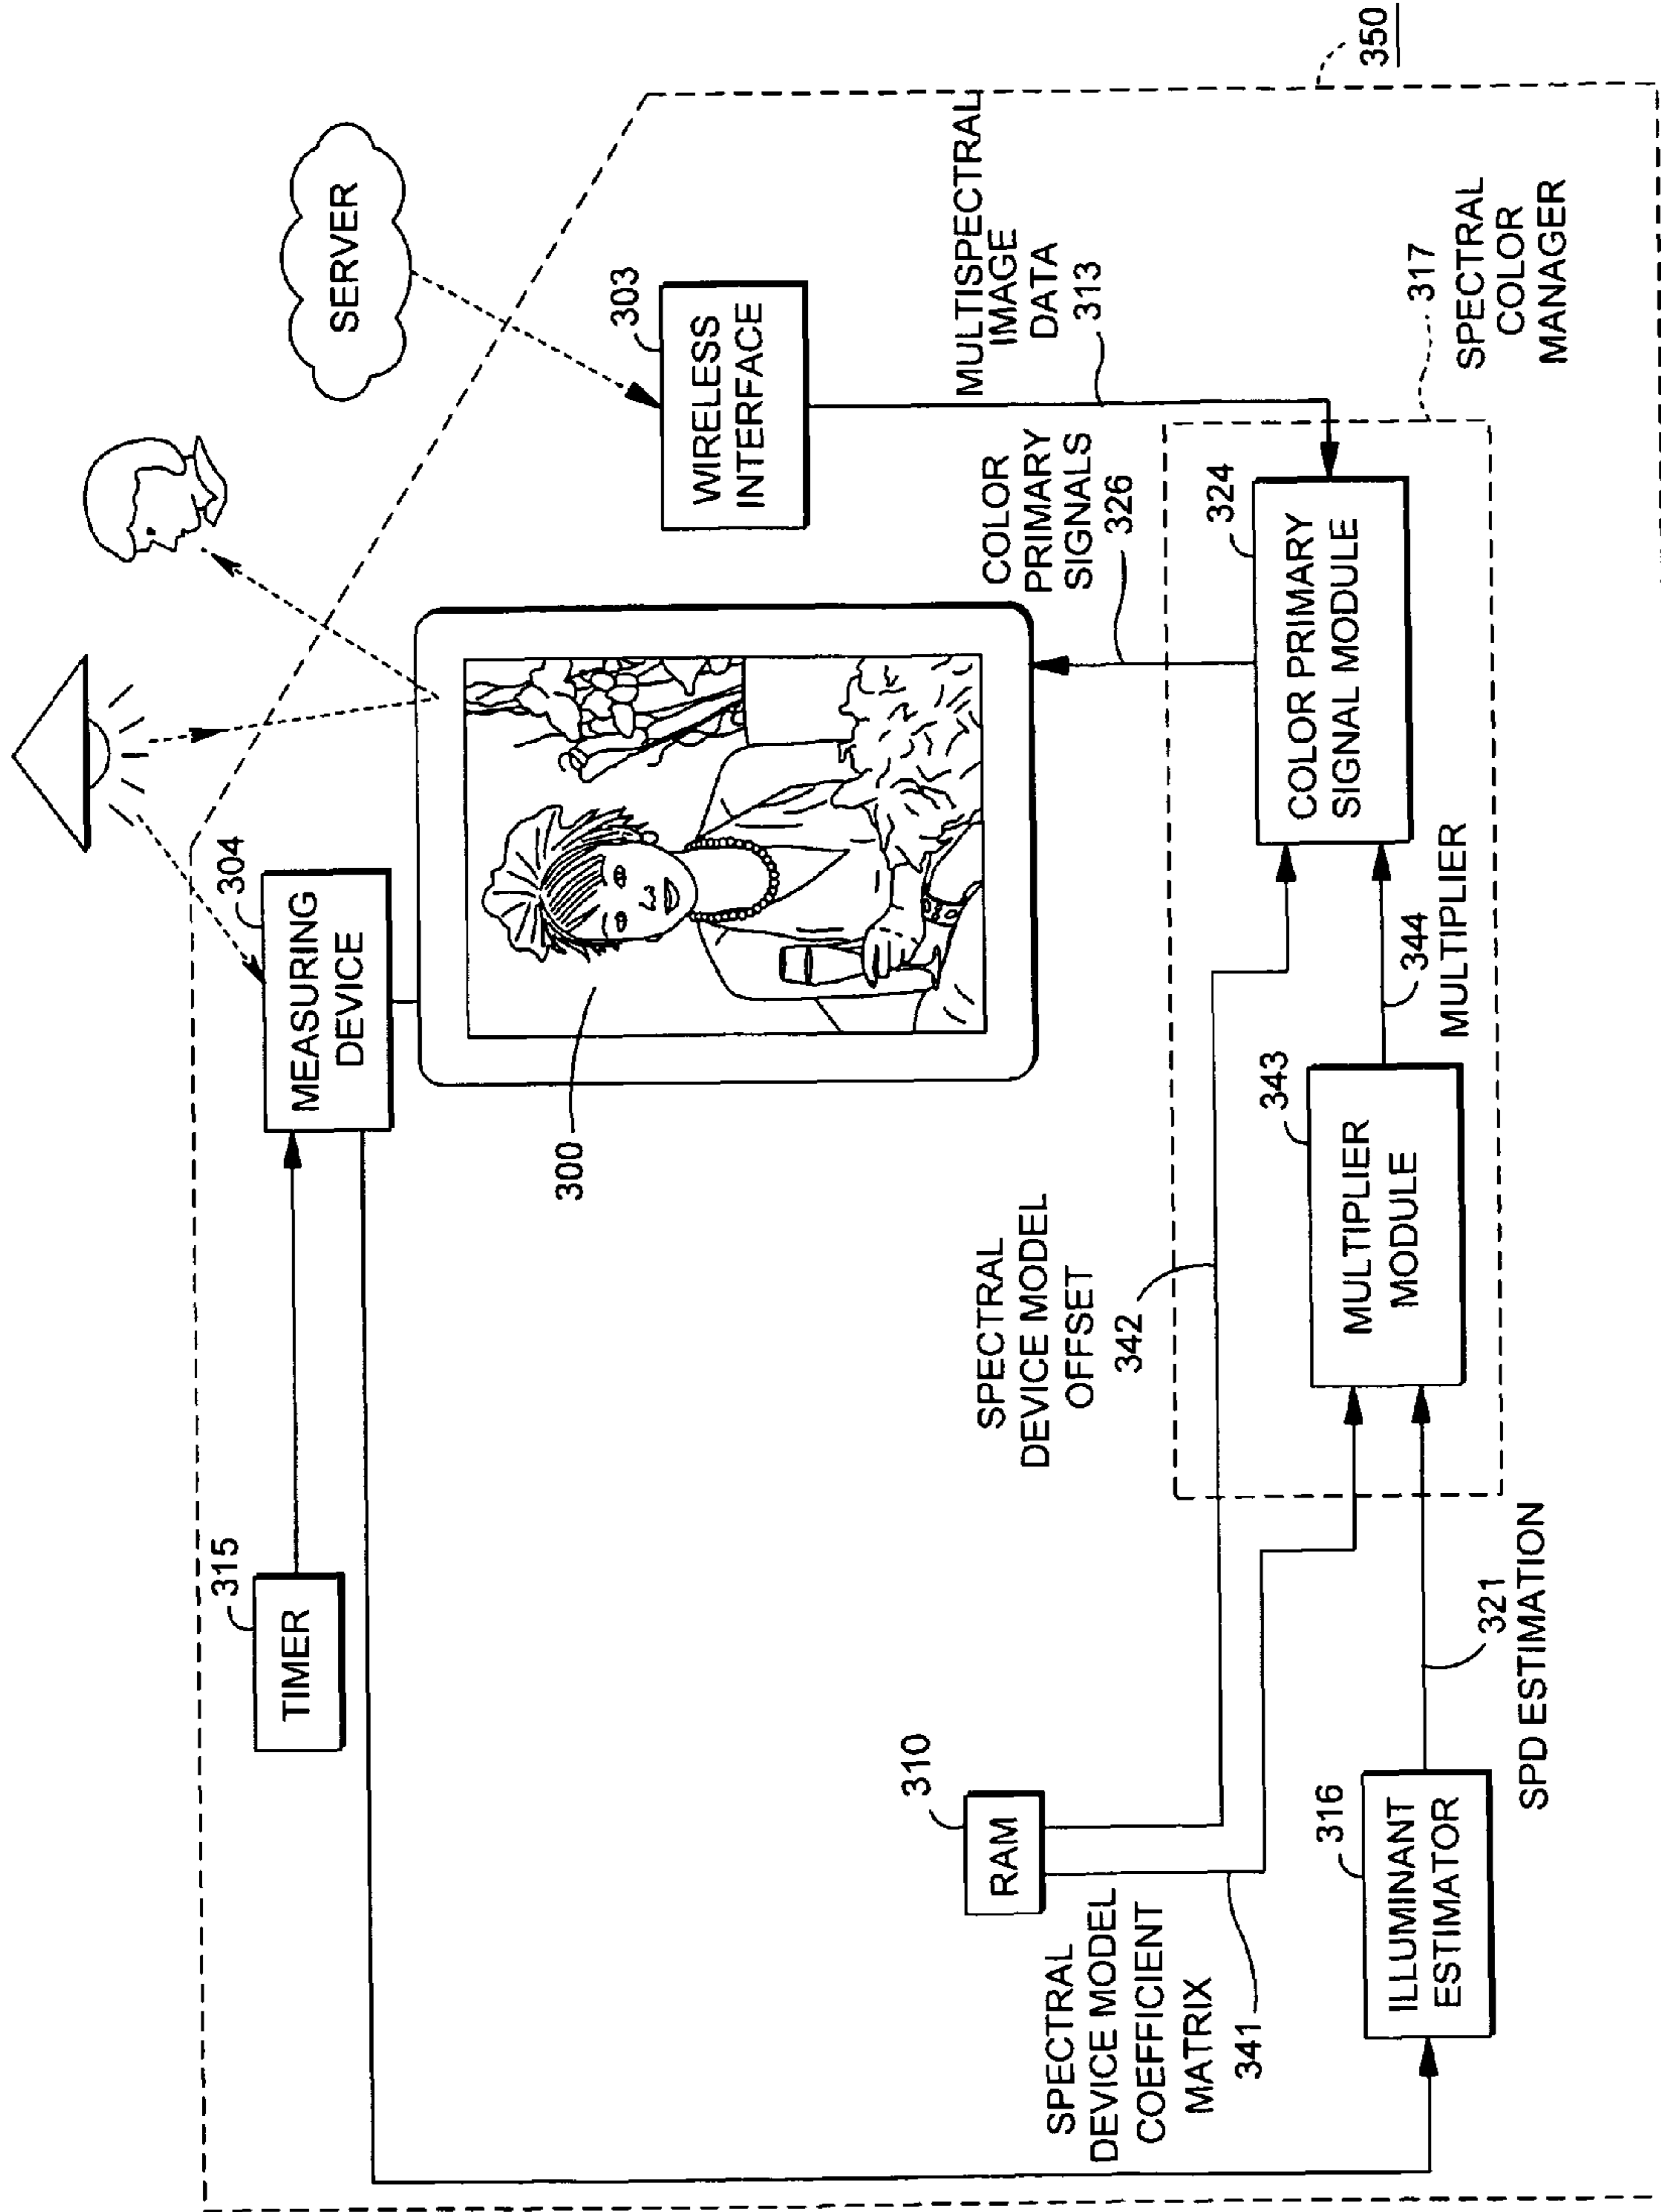 SERVER
350
315
TIMER
304
MEASURING
DEVICE
303
WIRELESS
INTERFACE
300
MULTISPECTRAL
IMAGE
DATA
313
COLOR
PRIMARY
SIGNALS
326
310
RAM
SPECTRAL
DEVICE MODEL
OFFSET
342
SPECTRAL
DEVICE MODEL
COEFFICIENT
MATRIX
341
324
COLOR PRIMARY
SIGNAL MODULE
343
MULTIPLIER
MODULE
344
MULTIPLIER
317
SPECTRAL
COLOR
MANAGER
316
ILLUMINANT
ESTIMATOR
321
SPD ESTIMATION